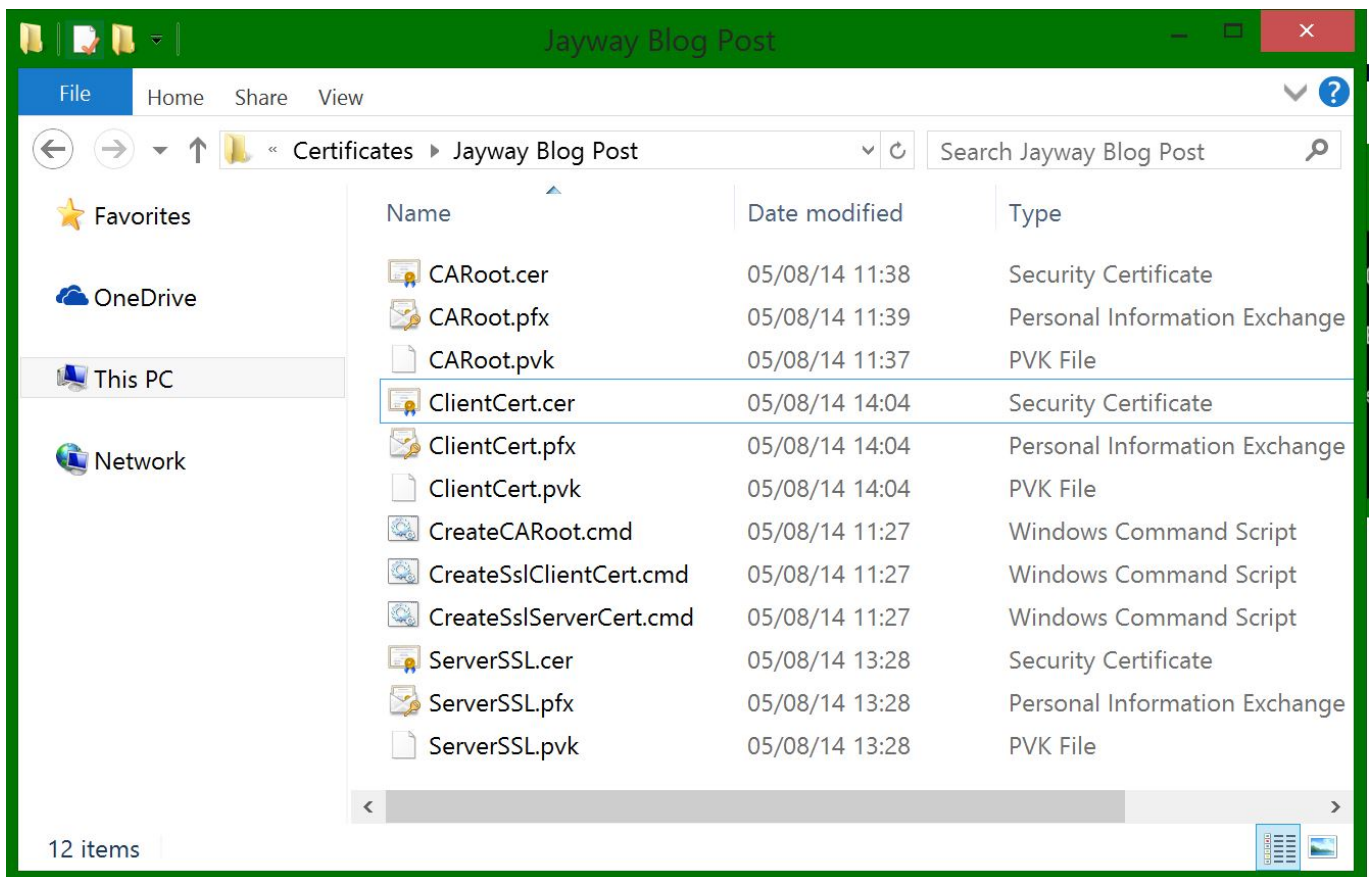 Jayway Blog Post
File Home Share View
« Certificates Jayway Blog Post Search Jayway Blog Post
Favorites
OneDrive
This PC
Network
Name Date modified Type
CARoot.cer 05/08/14 11:38 Security Certificate
CARoot.pfx 05/08/14 11:39 Personal Information Exchange
CARoot.pvk 05/08/14 11:37 PVK File
ClientCert.cer 05/08/14 14:04 Security Certificate
ClientCert.pfx 05/08/14 14:04 Personal Information Exchange
ClientCert.pvk 05/08/14 14:04 PVK File
CreateCARoot.cmd 05/08/14 11:27 Windows Command Script
CreateSslClientCert.cmd 05/08/14 11:27 Windows Command Script
CreateSslServerCert.cmd 05/08/14 11:27 Windows Command Script
ServerSSL.cer 05/08/14 13:28 Security Certificate
ServerSSL.pfx 05/08/14 13:28 Personal Information Exchange
ServerSSL.pvk 05/08/14 13:28 PVK File
12 items